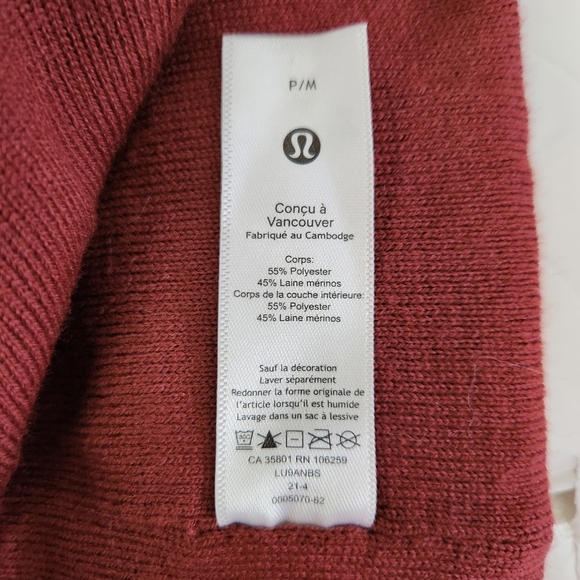 P/M
Conçu à
Vancouver
Fabriqué au Cambodge
Corps:
55% Polyester
45% Laine mérinos
Corps de la couche intérieure:
55% Polyester
45% Laine mérinos
Sauf la décoration
Laver séparément
Redonner la forme originale de
l'article lorsqu'il est humide
Lavage dans un sac à lessive
CA 35801 RN 106259
LU9ANBS
21-4
0005070-62